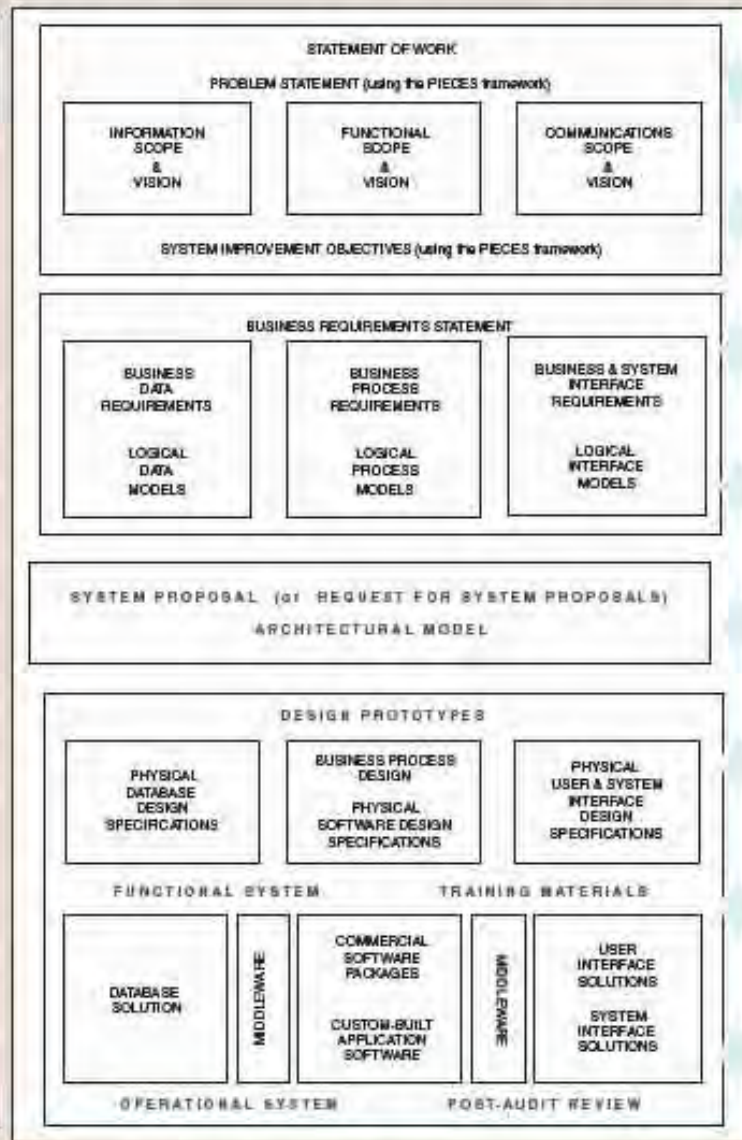 STATEMENT OF WORK
PROBLEM STATEMENT (using the PIECES framework)
INFORMATION
SCOPE
&
VISION
FUNCTIONAL
SCOPE
&
VISION
COMMUNICATIONS
SCOPE
&
VISION
SYSTEM IMPROVEMENT OBJECTIVES (using the PIECES framework)
BUSINESS REQUIREMENTS STATEMENT
BUSINESS
DATA
REQUIREMENTS
LOGICAL
DATA
MODELS
BUSINESS
PROCESS
REQUIREMENTS
LOGICAL
PROCESS
MODELS
BUSINESS & SYSTEM
INTERFACE
REQUIREMENTS
LOGICAL
INTERFACE
MODELS
SYSTEM PROPOSAL (or REQUEST FOR SYSTEM PROPOSALS)
ARCHITECTURAL MODEL
DESIGN PROTOTYPES
PHYSICAL
DATABASE
DESIGN
SPECIFICATIONS
BUSINESS PROCESS
DESIGN
PHYSICAL
SOFTWARE DESIGN
SPECIFICATIONS
PHYSICAL
USER & SYSTEM
INTERFACE
DESIGN
SPECIFICATIONS
FUNCTIONAL SYSTEM
TRAINING MATERIALS
DATABASE
SOLUTION
MIDDLEWARE
COMMERCIAL
SOFTWARE
PACKAGES
CUSTOM-BUILT
APPLICATION
SOFTWARE
MIDDLEWARE
USER
INTERFACE
SOLUTIONS
SYSTEM
INTERFACE
SOLUTIONS
OPERATIONAL SYSTEM
POST-AUDIT REVIEW